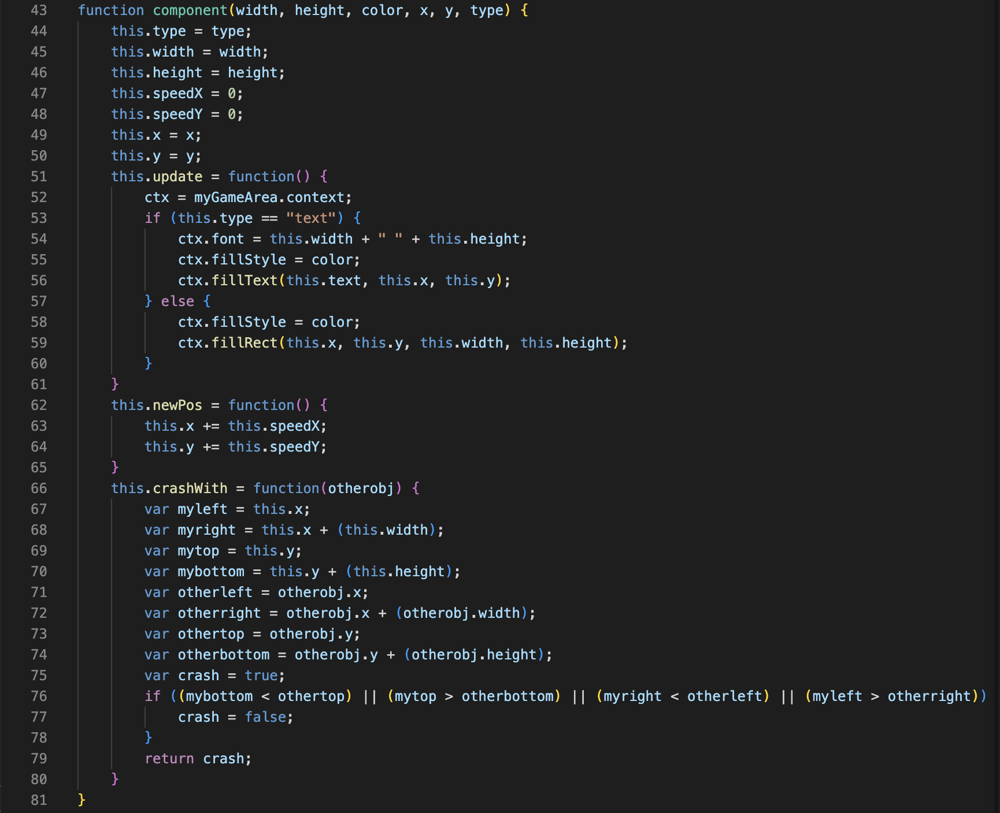 43 function component(width, height, color, x, y, type) {
44     this.type = type;
45     this.width = width;
46     this.height = height;
47     this.speedX = 0;
48     this.speedY = 0;
49     this.x = x;
50     this.y = y;
51     this.update = function() {
52         ctx = myGameArea.context;
53         if (this.type == "text") {
54             ctx.font = this.width + " " + this.height;
55             ctx.fillStyle = color;
56             ctx.fillText(this.text, this.x, this.y);
57         } else {
58             ctx.fillStyle = color;
59             ctx.fillRect(this.x, this.y, this.width, this.height);
60         }
61     }
62     this.newPos = function() {
63         this.x += this.speedX;
64         this.y += this.speedY;
65     }
66     this.crashWith = function(otherobj) {
67         var myleft = this.x;
68         var myright = this.x + (this.width);
69         var mytop = this.y;
70         var mybottom = this.y + (this.height);
71         var otherleft = otherobj.x;
72         var otherright = otherobj.x + (otherobj.width);
73         var othertop = otherobj.y;
74         var otherbottom = otherobj.y + (otherobj.height);
75         var crash = true;
76         if ((mybottom < othertop) || (mytop > otherbottom) || (myright < otherleft) || (myleft > otherright))
77             crash = false;
78         }
79         return crash;
80     }
81 }